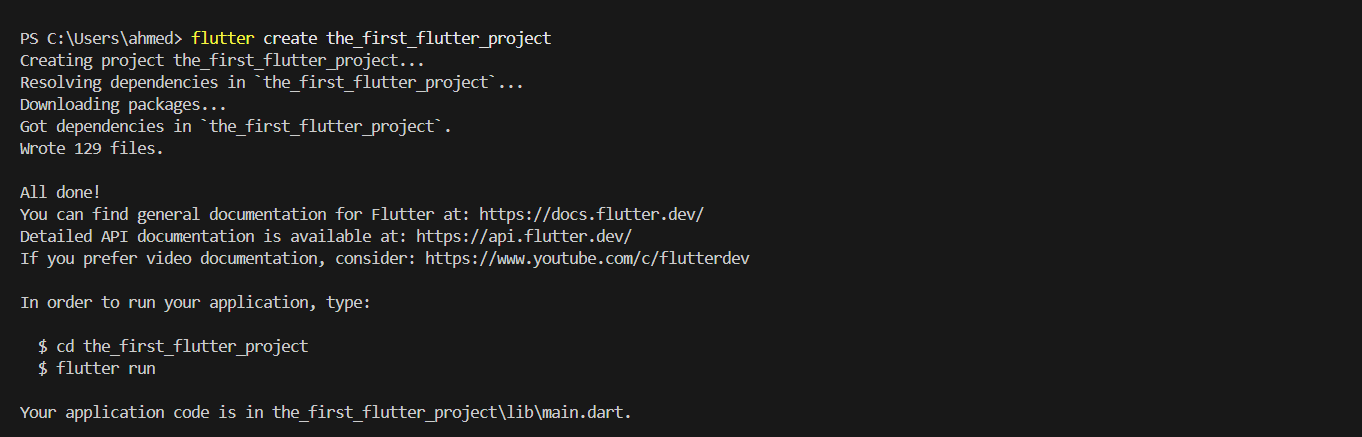 PS C:\Users\ahmed> flutter create the_first_flutter_project
Creating project the_first_flutter_project...
Resolving dependencies in `the_first_flutter_project`...
Downloading packages...
Got dependencies in `the_first_flutter_project`.
Wrote 129 files.
All done!
You can find general documentation for Flutter at: https://docs.flutter.dev/
Detailed API documentation is available at: https://api.flutter.dev/
If you prefer video documentation, consider: https://www.youtube.com/c/flutterdev
In order to run your application, type:
$ cd the_first_flutter_project
$ flutter run
Your application code is in the_first_flutter_project\lib\main.dart.